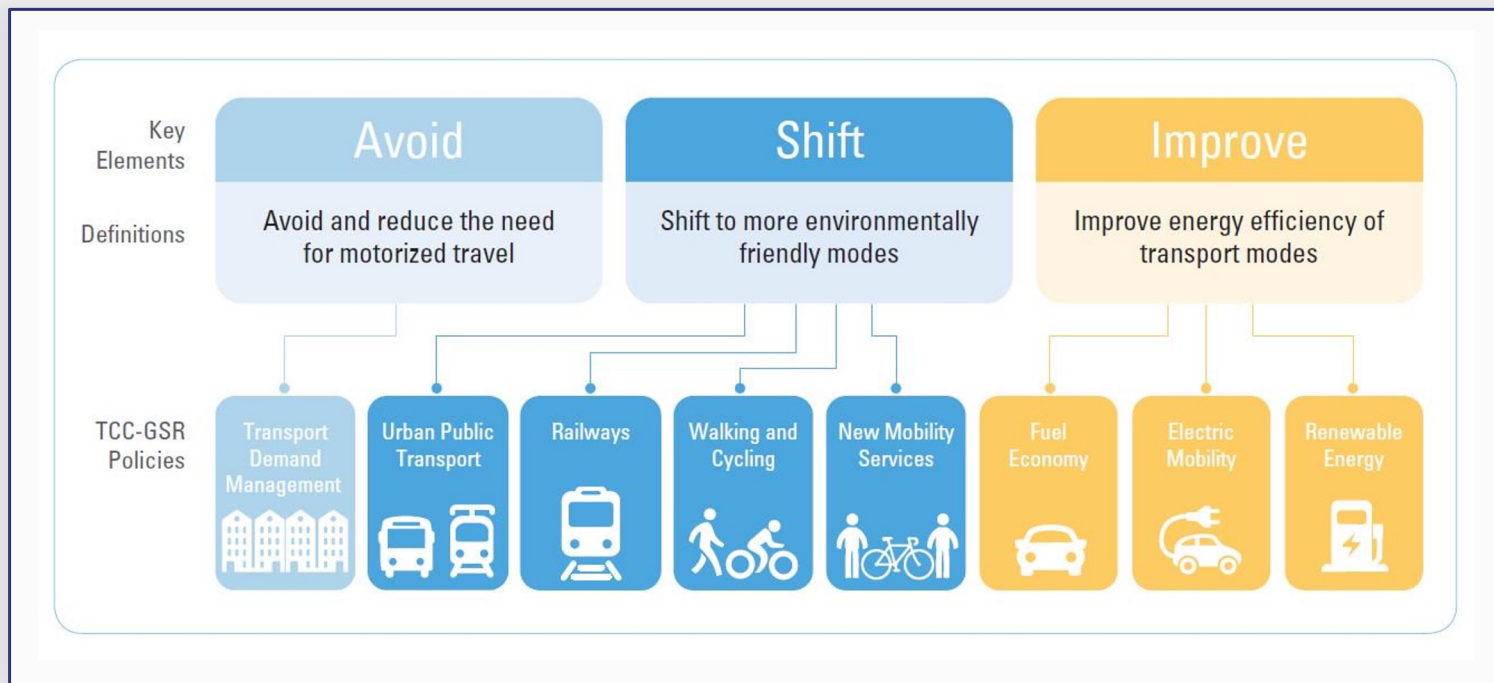 Key
Elements
Avoid
Shift
Improve
Definitions
Avoid and reduce the need
for motorized travel
Shift to more environmentally
friendly modes
Improve energy efficiency of
transport modes
TCC-GSR
Policies
Transport
Demand
Management
Urban Public
Transport
Railways
Walking and
Cycling
New Mobility
Services
Fuel
Economy
Electric
Mobility
Renewable
Energy